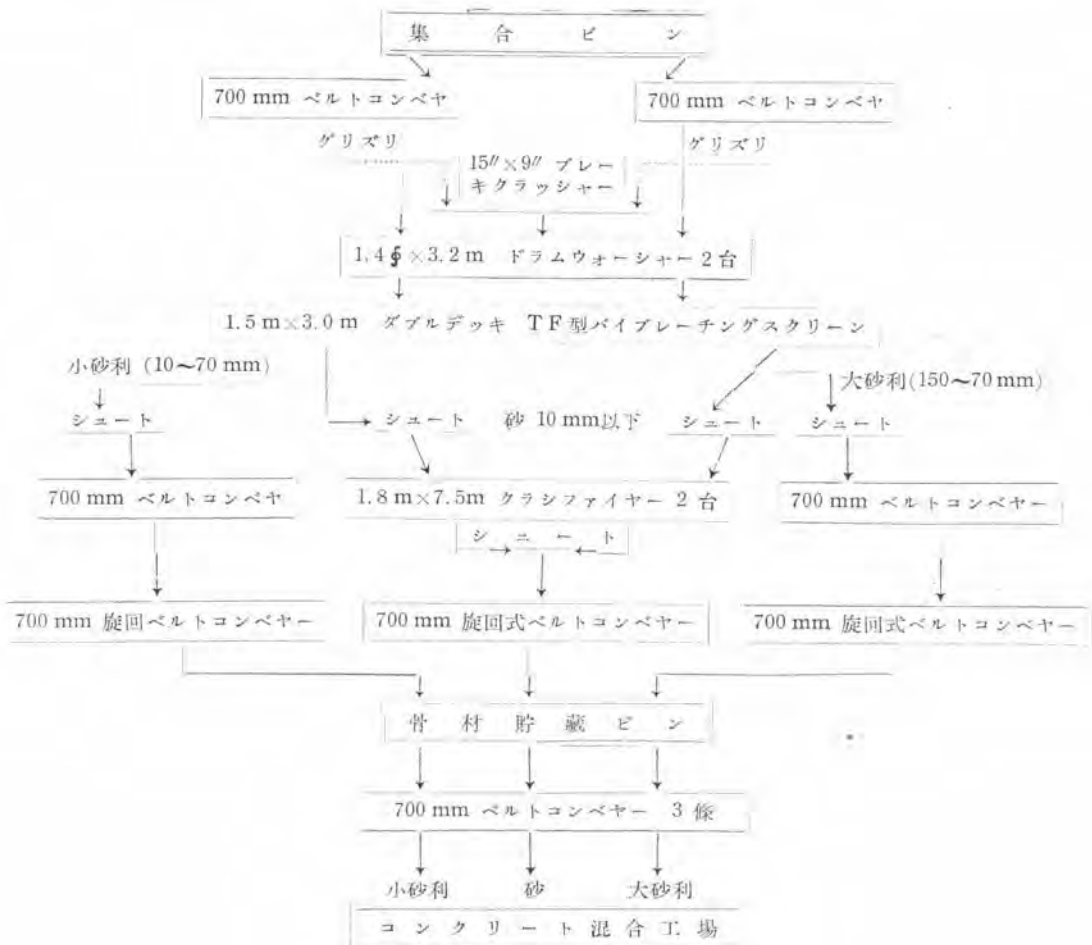 集合ビン
700 mm ベルトコンベヤ 700 mm ベルトコンベヤ
グリズリ グリズリ
15″×9″ ブレー
キクラッシャー
1,4 ∮×3.2 m ドラムウォーシャー 2 台
1.5 m×3.0 m ダブルデッキ TF型バイブレーチングスクリーン
小砂利 (10〜70 mm) 大砂利(150〜70 mm)
シュート シュート 砂 10 mm以下 シュート シュート
700 mm ベルトコンベヤ 1.8 m×7.5m クラシファイヤー 2 台 700 mm ベルトコンベヤー
シュート
700 mm 旋回ベルトコンベヤー 700 mm 旋回式ベルトコンベヤー 700 mm 旋回式ベルトコンベヤー
骨材貯蔵ビン
700 mm ベルトコンベヤー 3 條
小砂利 砂 大砂利
コンクリート混合工場